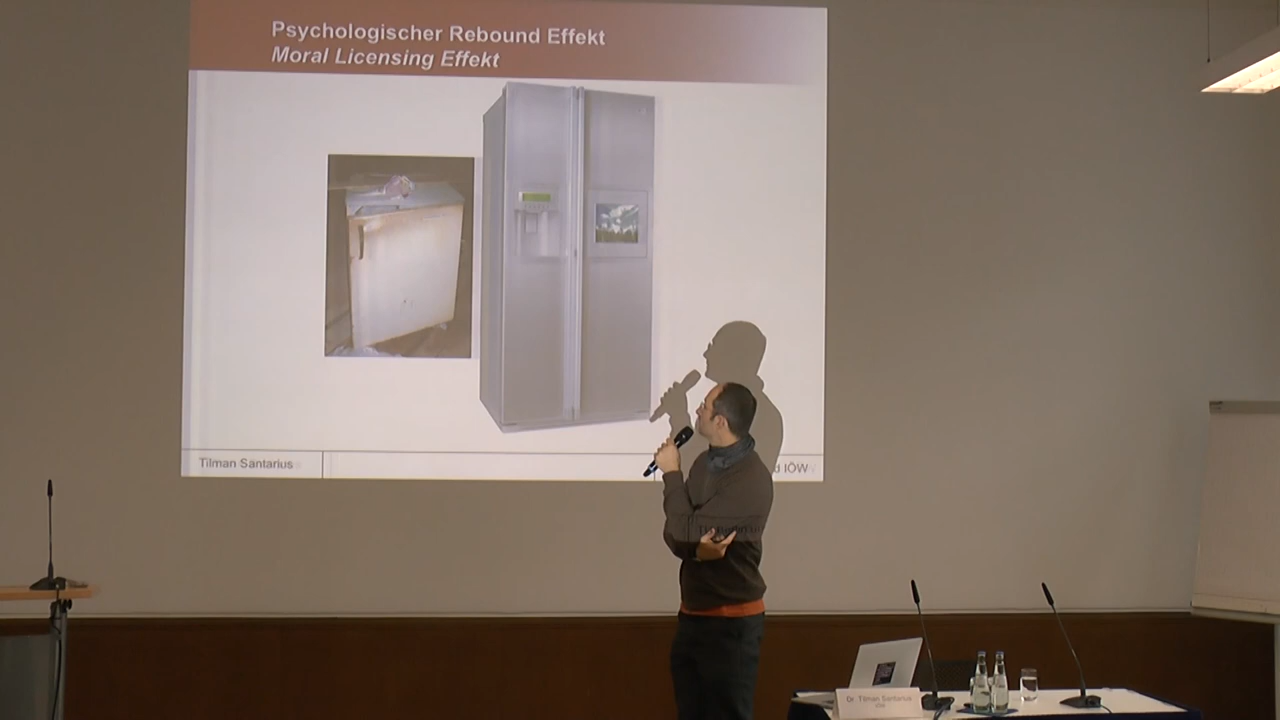 Psychologischer Rebound Effekt
Moral Licensing Effekt
Tilman Santarius
d IÖW
Dr. Tilman Santarius